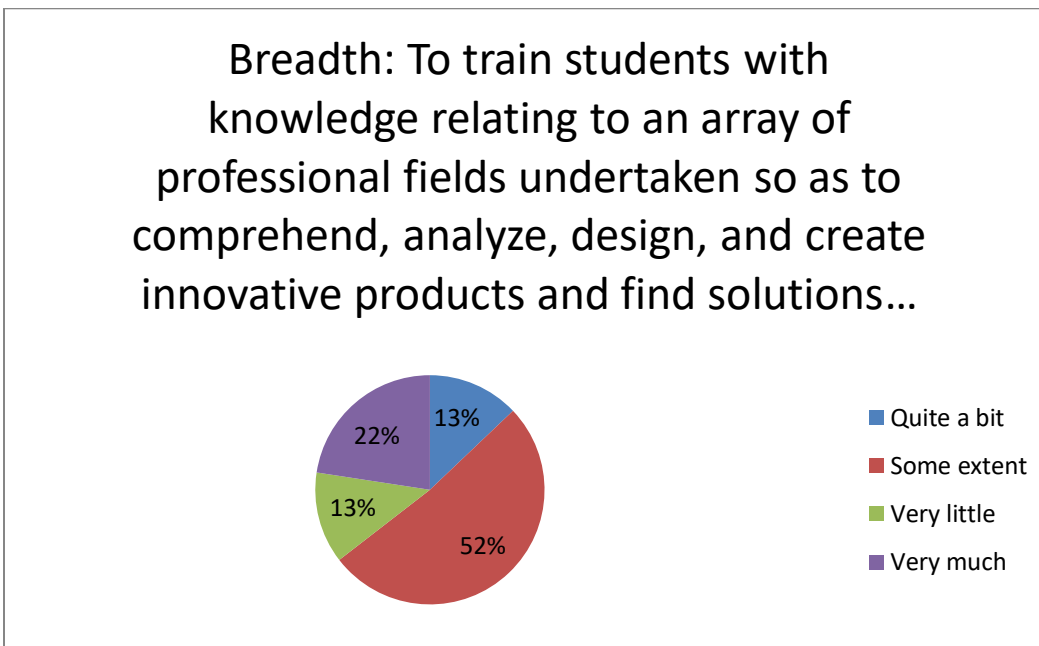 Breadth: To train students with
knowledge relating to an array of
professional fields undertaken so as to
comprehend, analyze, design, and create
innovative products and find solutions...
13%
22%
13%
52%
Quite a bit
Some extent
Very little
Very much